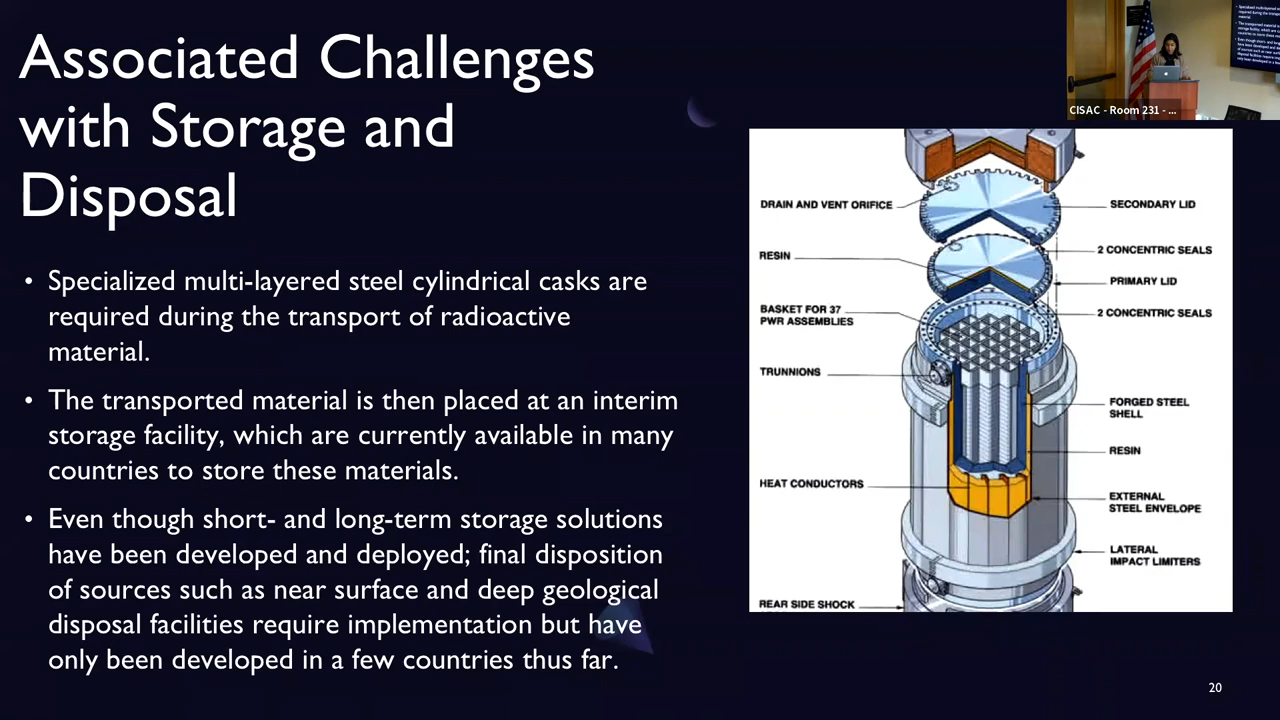 Associated Challenges
with Storage and
Disposal
• Specialized multi-layered steel cylindrical casks are
required during the transport of radioactive
material.
• The transported material is then placed at an interim
storage facility, which are currently available in many
countries to store these materials.
• Even though short- and long-term storage solutions
have been developed and deployed; final disposition
of sources such as near surface and deep geological
disposal facilities require implementation but have
only been developed in a few countries thus far.
CISAC - Room 231 - ...
DRAIN AND VENT ORIFICE
RESIN
BASKET FOR 37
PWR ASSEMBLIES
TRUNNIONS
HEAT CONDUCTORS
REAR SIDE SHOCK
SECONDARY LID
2 CONCENTRIC SEALS
PRIMARY LID
2 CONCENTRIC SEALS
FORGED STEEL
SHELL
RESIN
EXTERNAL
STEEL ENVELOPE
LATERAL
IMPACT LIMITERS
20